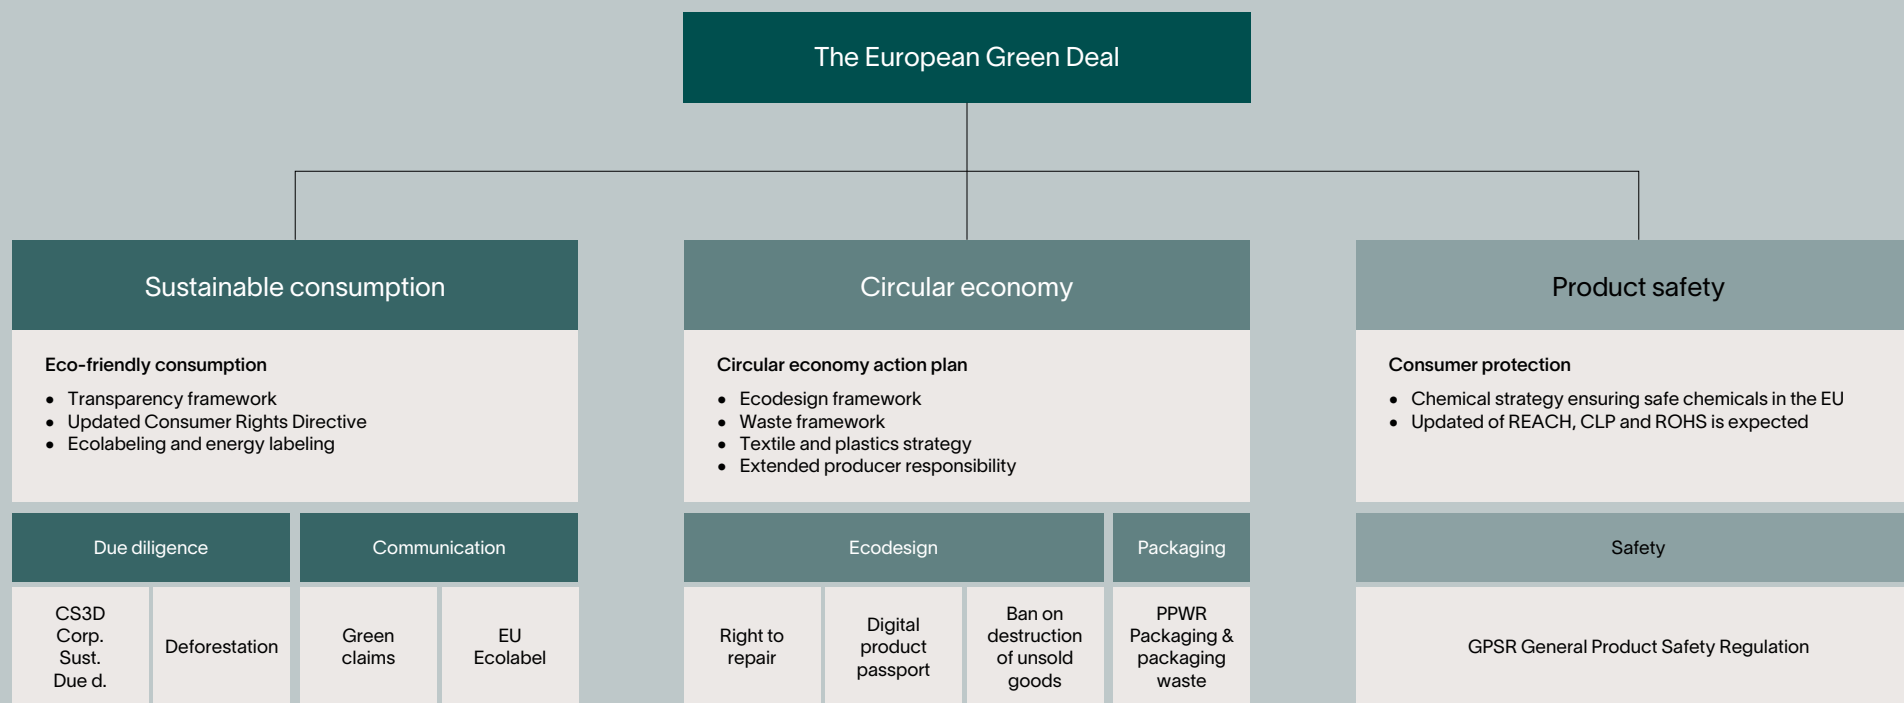 The European Green Deal
Sustainable consumption
Eco-friendly consumption
• Transparency framework
• Updated Consumer Rights Directive
• Ecolabeling and energy labeling
Due diligence
CS3D
Corp.
Sust.
Due d.
Deforestation
Communication
Green
claims
EU
Ecolabel
Circular economy
Circular economy action plan
• Ecodesign framework
• Waste framework
• Textile and plastics strategy
• Extended producer responsibility
Ecodesign
Right to
repair
Digital
product
passport
Ban on
destruction
of unsold
goods
Packaging
PPWR
Packaging &
packaging
waste
Product safety
Consumer protection
• Chemical strategy ensuring safe chemicals in the EU
• Updated of REACH, CLP and ROHS is expected
Safety
GPSR General Product Safety Regulation